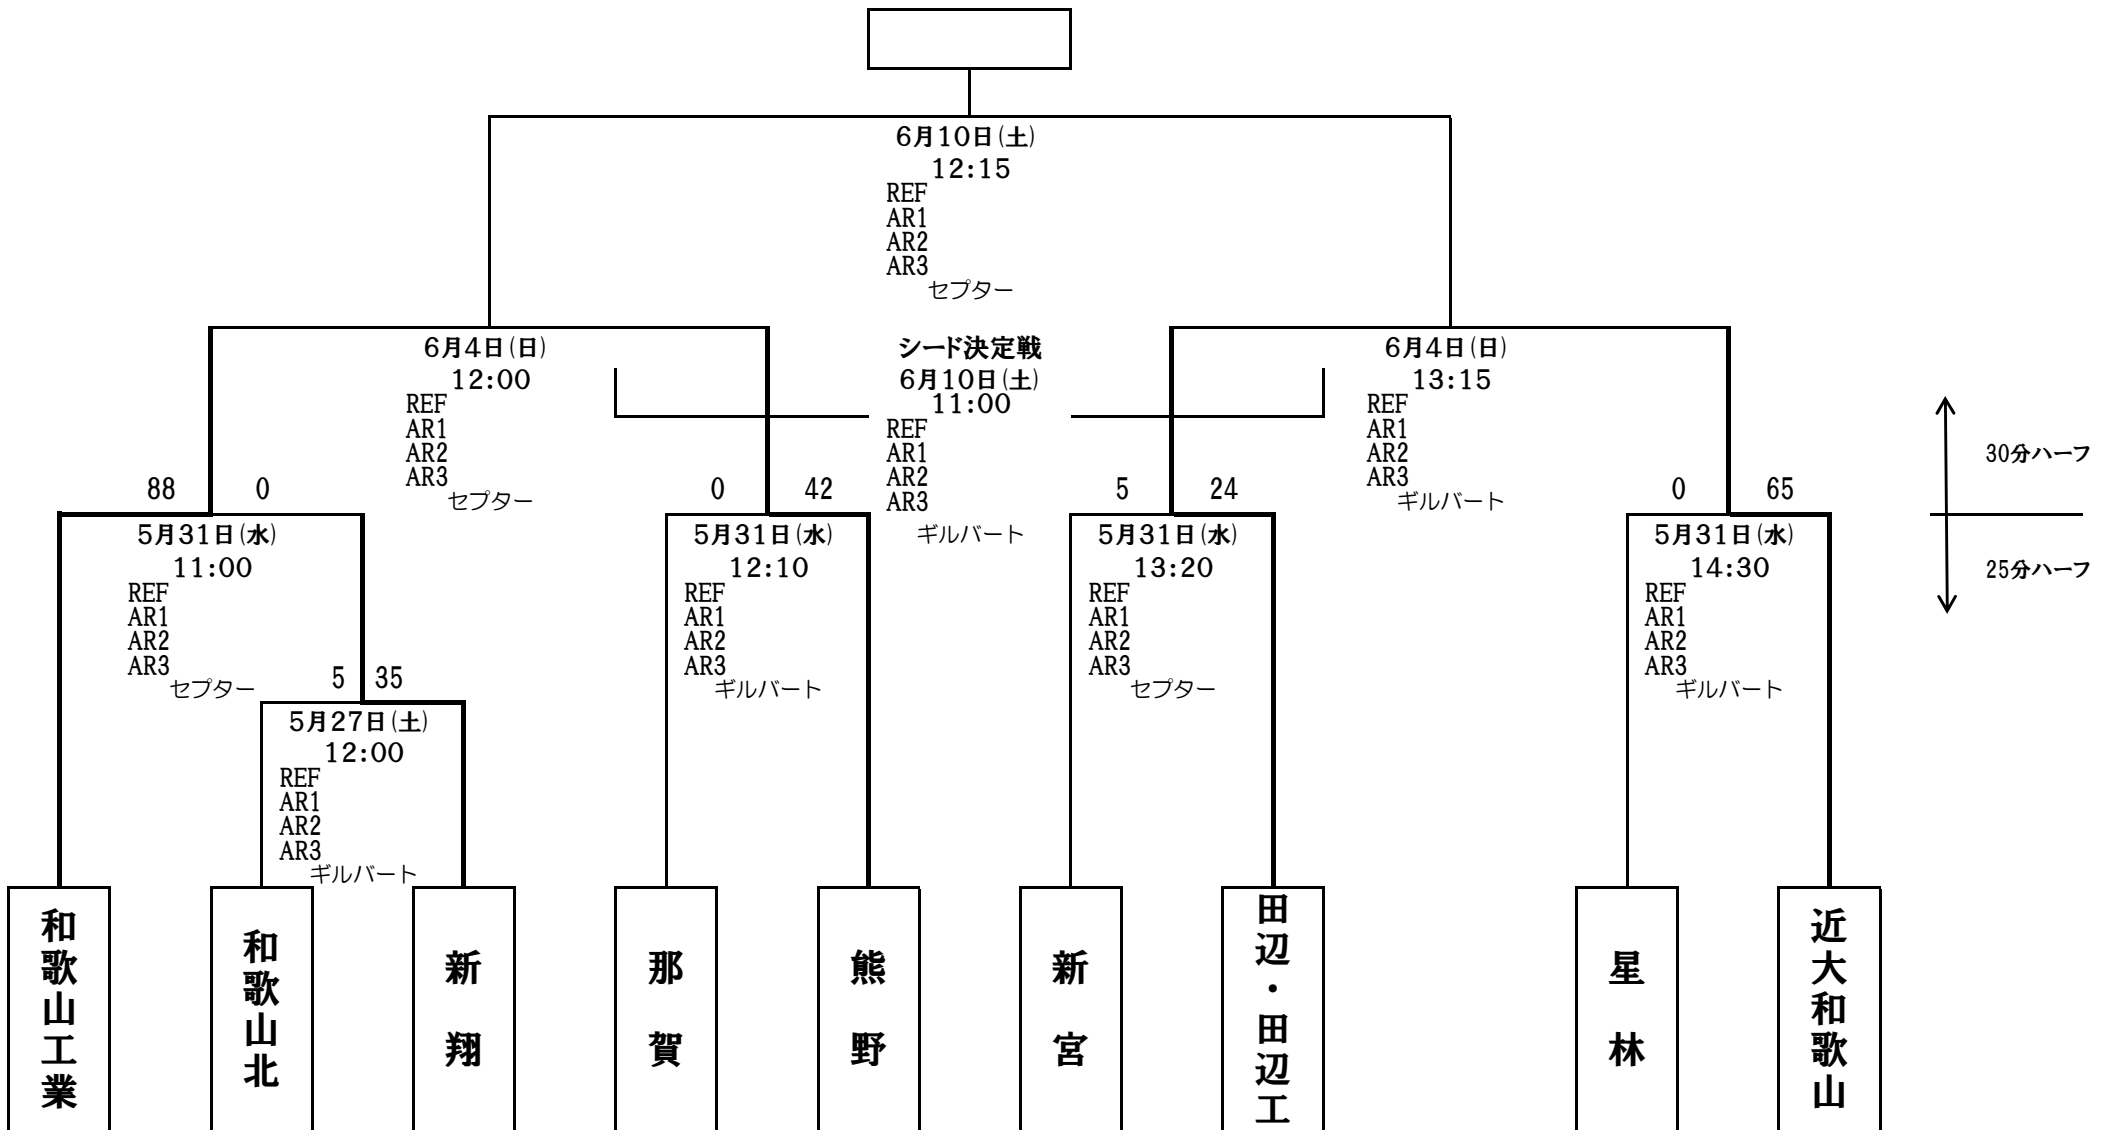 6月10日(土)
12:15
REF
AR1
AR2
AR3
セプター
6月4日(日)
12:00
REF
AR1
AR2
AR3
セプター
シード決定戦
6月10日(土)
11:00
REF
AR1
AR2
AR3
ギルバート
6月4日(日)
13:15
REF
AR1
AR2
AR3
ギルバート
30分ハーフ
25分ハーフ
88 0
5月31日(水)
11:00
REF
AR1
AR2
AR3
セプター
0 42
5月31日(水)
12:10
REF
AR1
AR2
AR3
ギルバート
5 24
5月31日(水)
13:20
REF
AR1
AR2
AR3
セプター
0 65
5月31日(水)
14:30
REF
AR1
AR2
AR3
ギルバート
5 35
5月27日(土)
12:00
REF
AR1
AR2
AR3
ギルバート
和歌山工業
和歌山北
新翔
那賀
熊野
新宮
田辺・田辺工
星林
近大和歌山